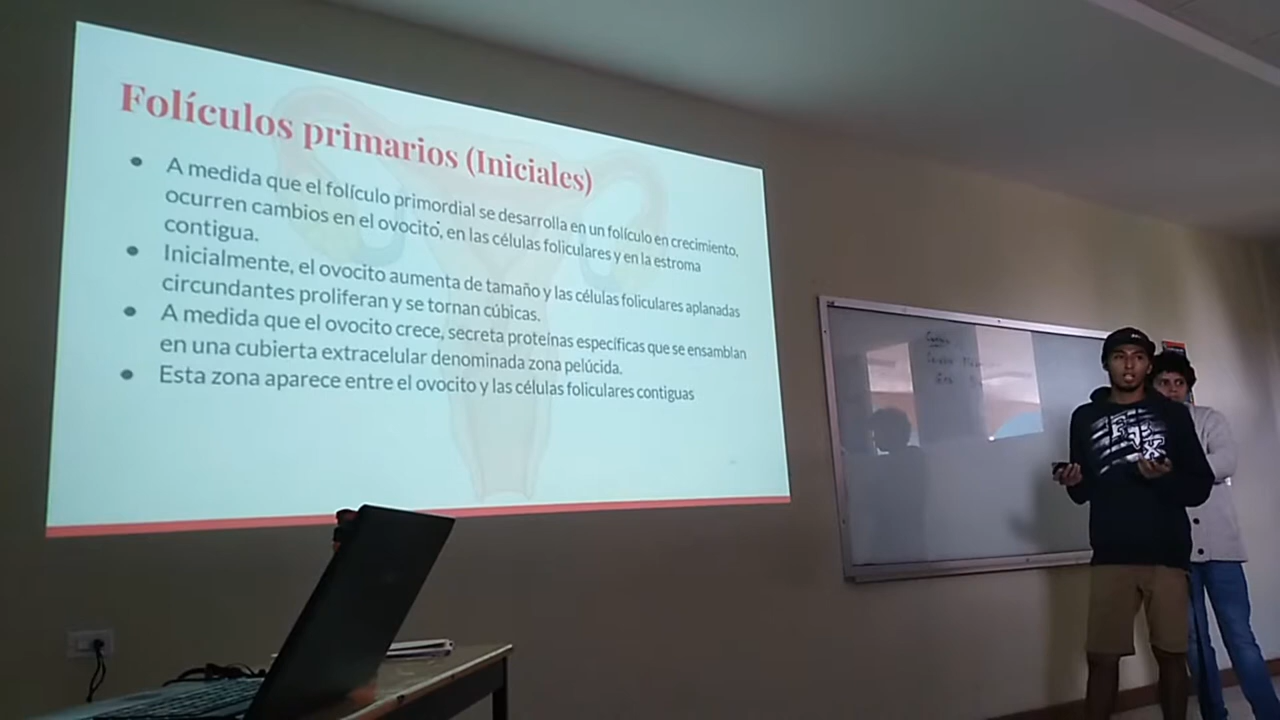 Folículos primarios (Iniciales)
● A medida que el folículo primordial se desarrolla en un folículo en crecimiento,
ocurren cambios en el ovocito, en las células foliculares y en la estroma
contigua.
● Inicialmente, el ovocito aumenta de tamaño y las células foliculares aplanadas
circundantes proliferan y se tornan cúbicas.
● A medida que el ovocito crece, secreta proteínas específicas que se ensamblan
en una cubierta extracelular denominada zona pelúcida.
● Esta zona aparece entre el ovocito y las células foliculares contiguas